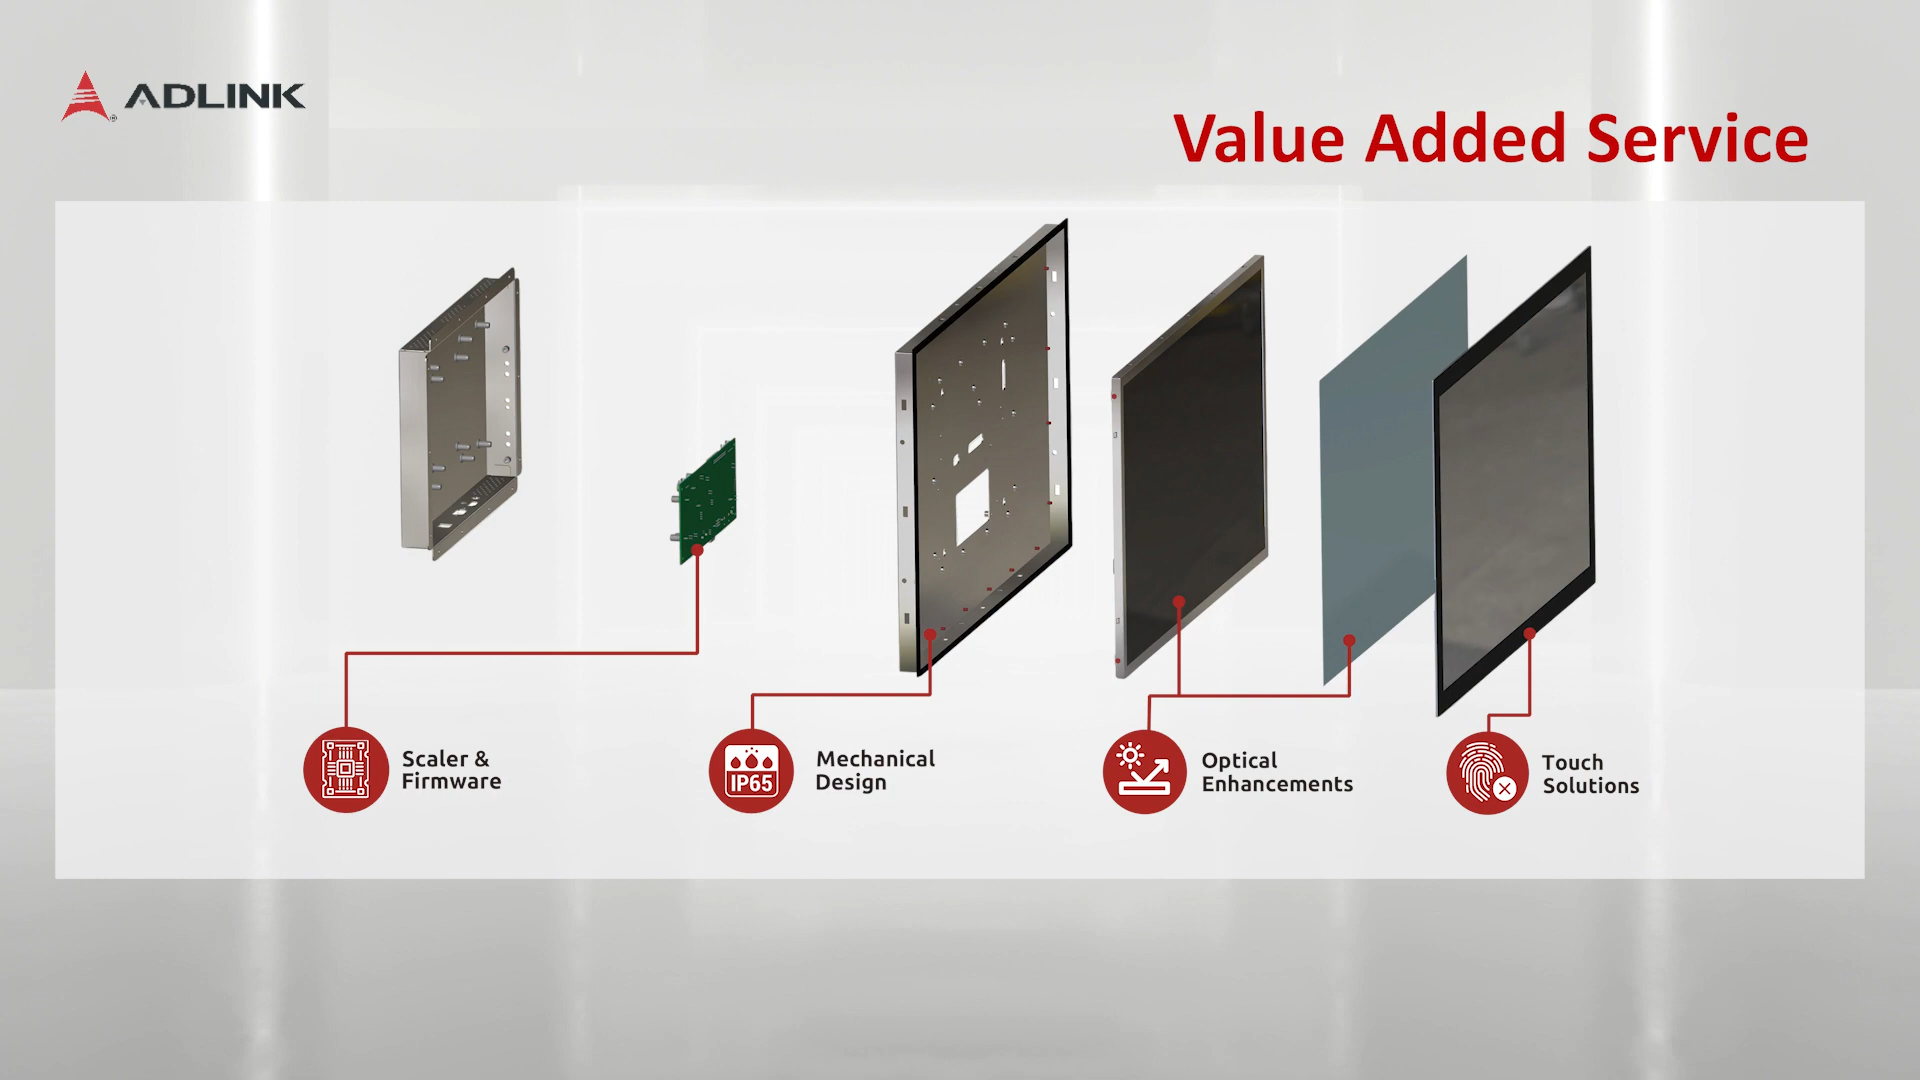 ADLINK
Value Added Service
Scaler &
Firmware
IP65
Mechanical
Design
Optical
Enhancements
Touch
Solutions